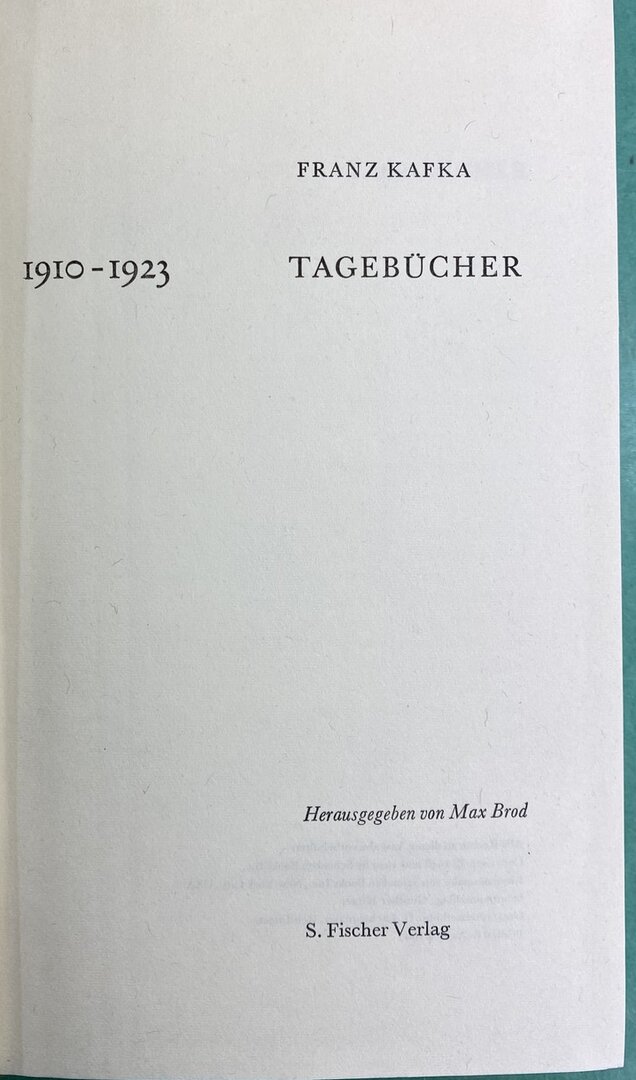 FRANZ KAFKA
1910–1923 TAGEBÜCHER
Herausgegeben von Max Brod
S. Fischer Verlag